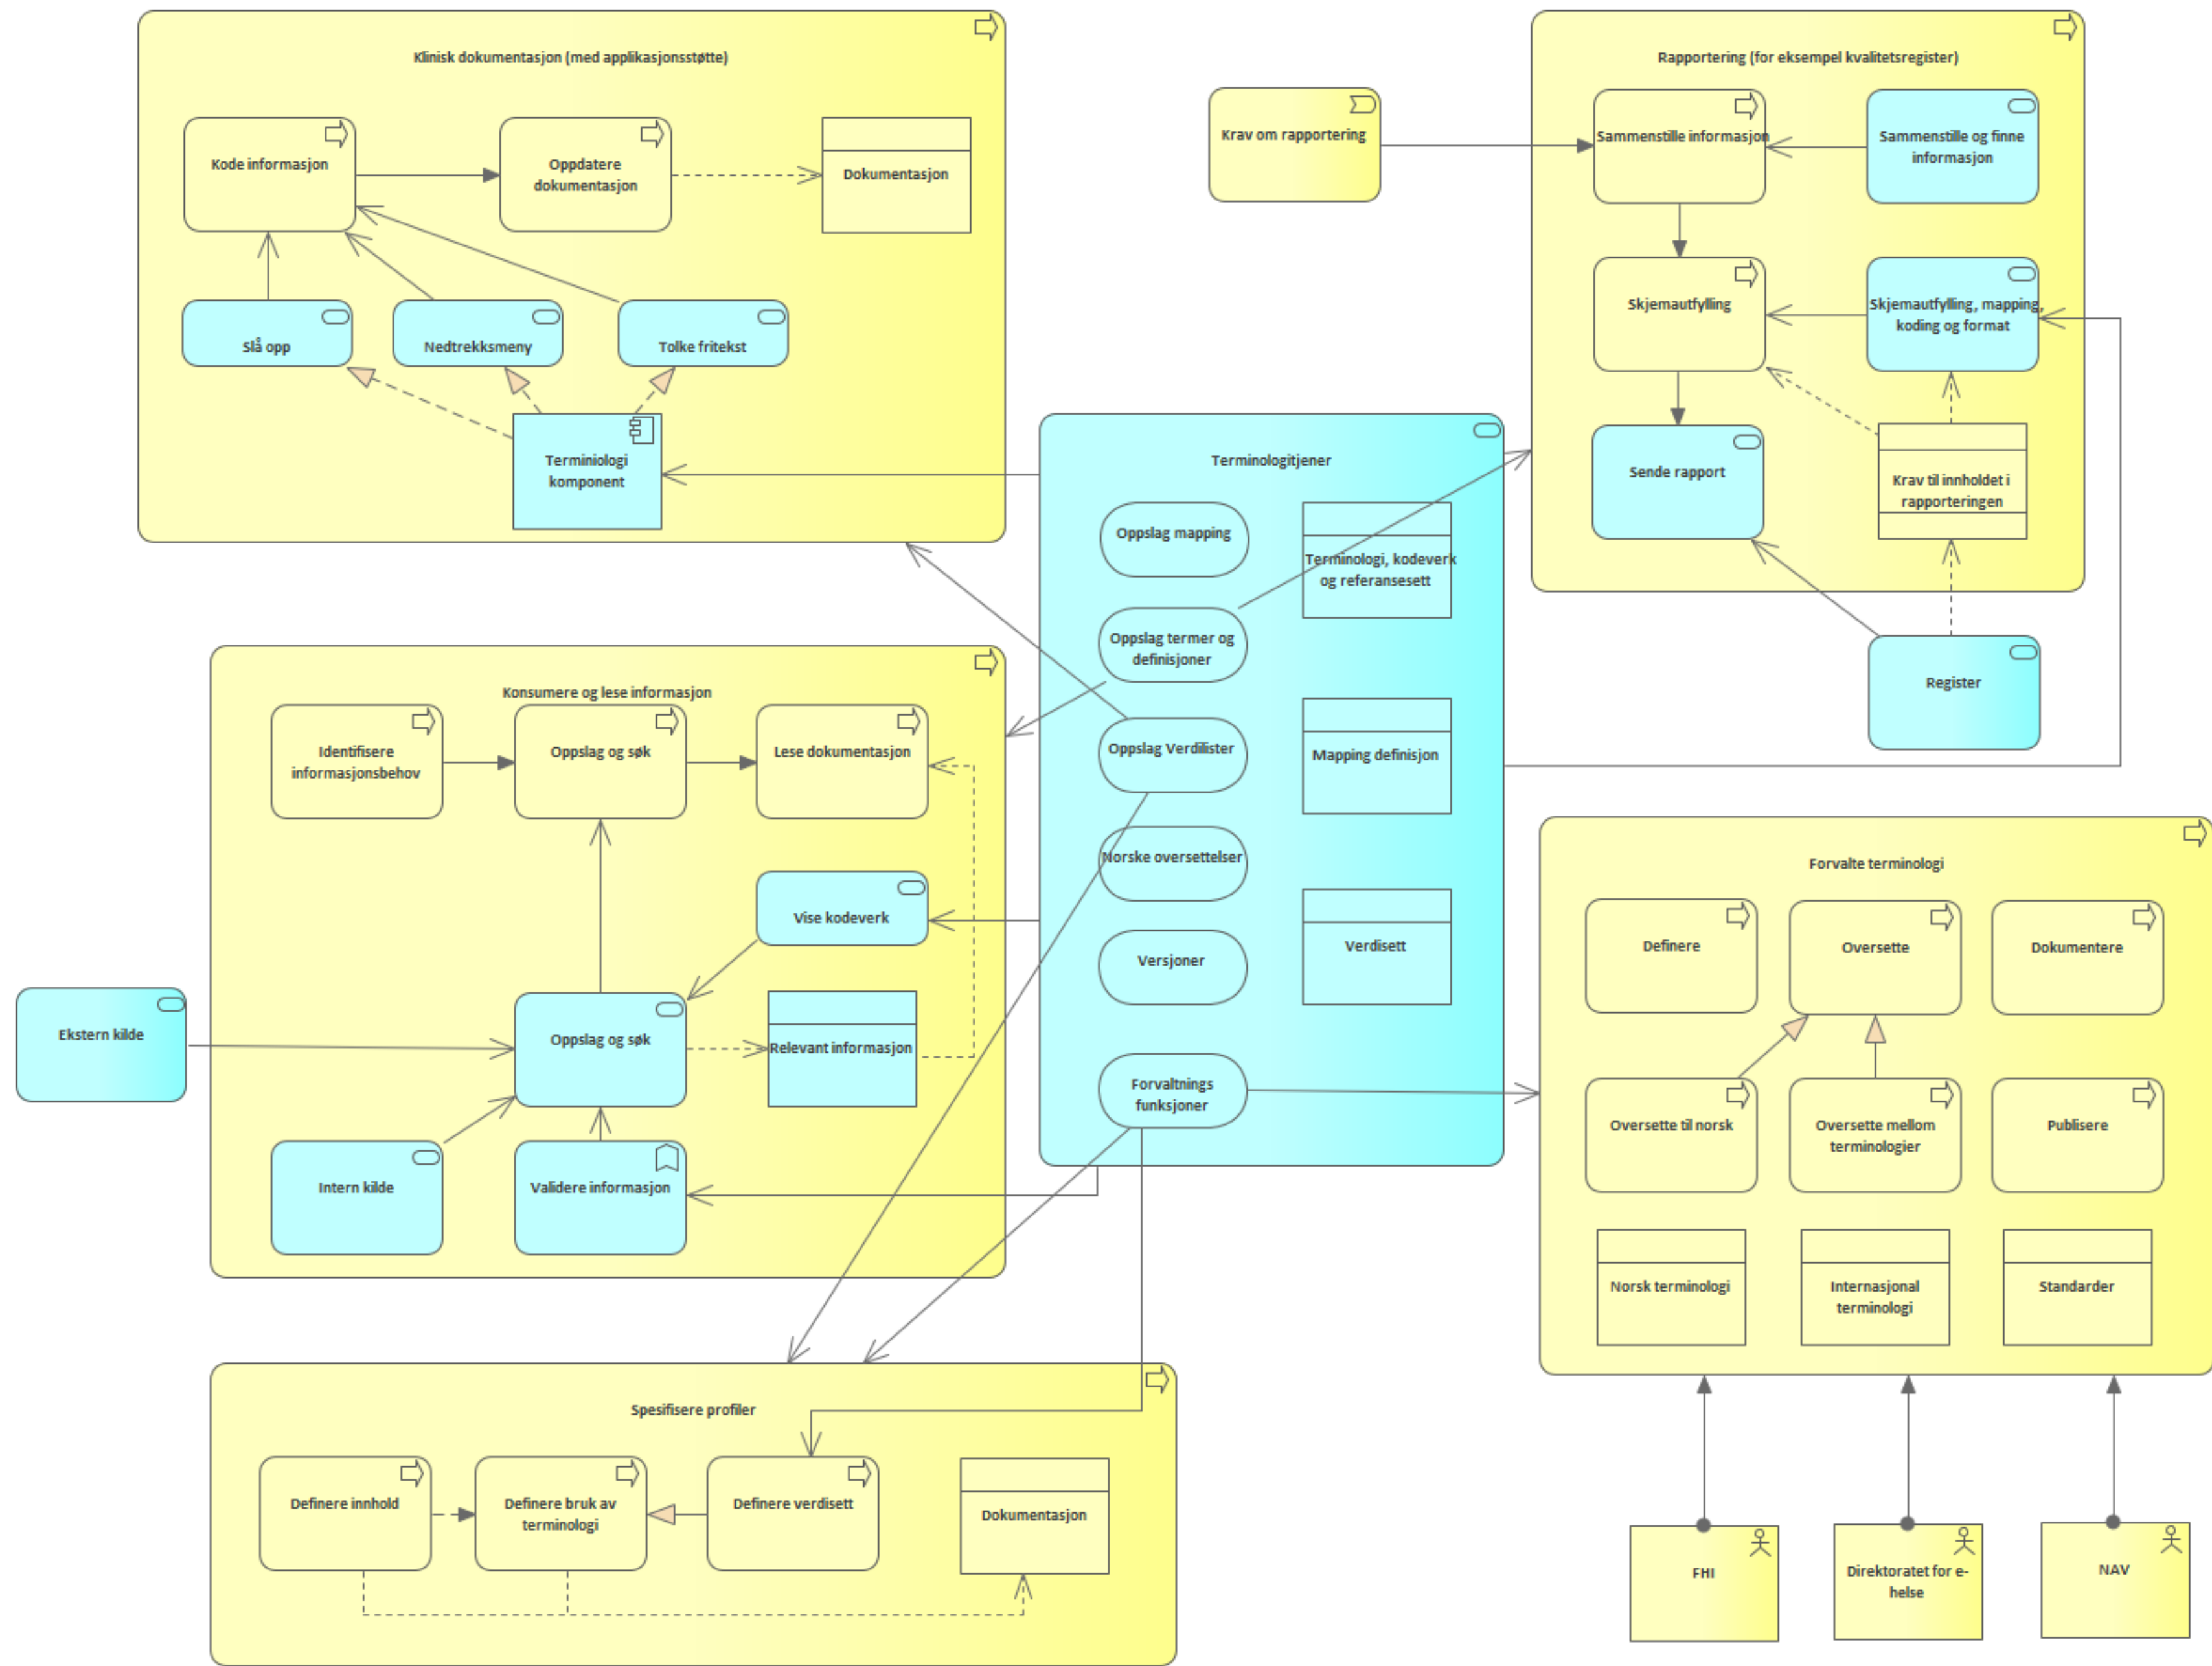 Klinisk dokumentasjon (med applikasjonsstøtte)
Kode informasjon
Oppdatere
dokumentasjon
Dokumentasjon
Slå opp
Nedtrekksmeny
Tolke fritekst
Terminiologi
komponent
Krav om rapportering
Rapportering (for eksempel kvalitetsregister)
Sammenstille informasjon
Sammenstille og finne
informasjon
Skjemautfylling
Skjemautfylling, mapping,
koding og format
Sende rapport
Krav til innholdet i
rapporteringen
Register
Terminologitjener
Oppslag mapping
Terminologi, kodeverk
og referansesett
Oppslag termer og
definisjoner
Oppslag Verdilister
Mapping definisjon
Norske oversettelser
Versjoner
Verdisett
Forvaltnings
funksjoner
Konsumere og lese informasjon
Identifisere
informasjonsbehov
Oppslag og søk
Lese dokumentasjon
Vise kodeverk
Ekstern kilde
Oppslag og søk
Relevant informasjon
Intern kilde
Validere informasjon
Forvalte terminologi
Definere
Oversette
Dokumentere
Oversette til norsk
Oversette mellom
terminologier
Publisere
Norsk terminologi
Internasjonal
terminologi
Standarder
FHI
Direktoratet for e-
helse
NAV
Spesifisere profiler
Definere innhold
Definere bruk av
terminologi
Definere verdisett
Dokumentasjon